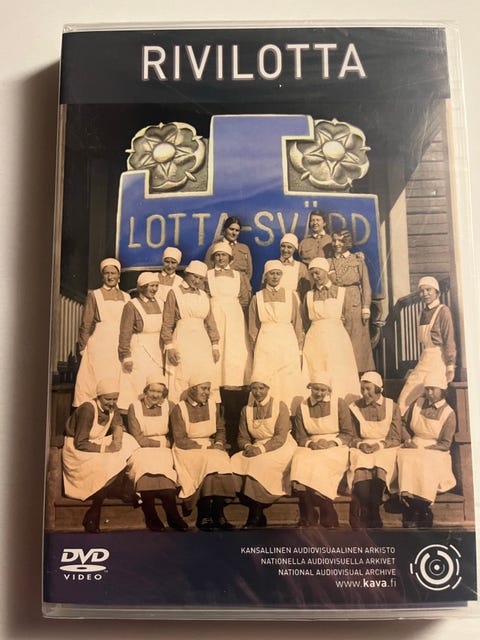 RIVILOTTA
LOTTA-SVÄRD
DVD
VIDEO
KANSALLINEN AUDIOVISUAALINEN ARKISTO
NATIONELLA AUDIOVISUELLA ARKIVET
NATIONAL AUDIOVISUAL ARCHIVE
www.kava.fi